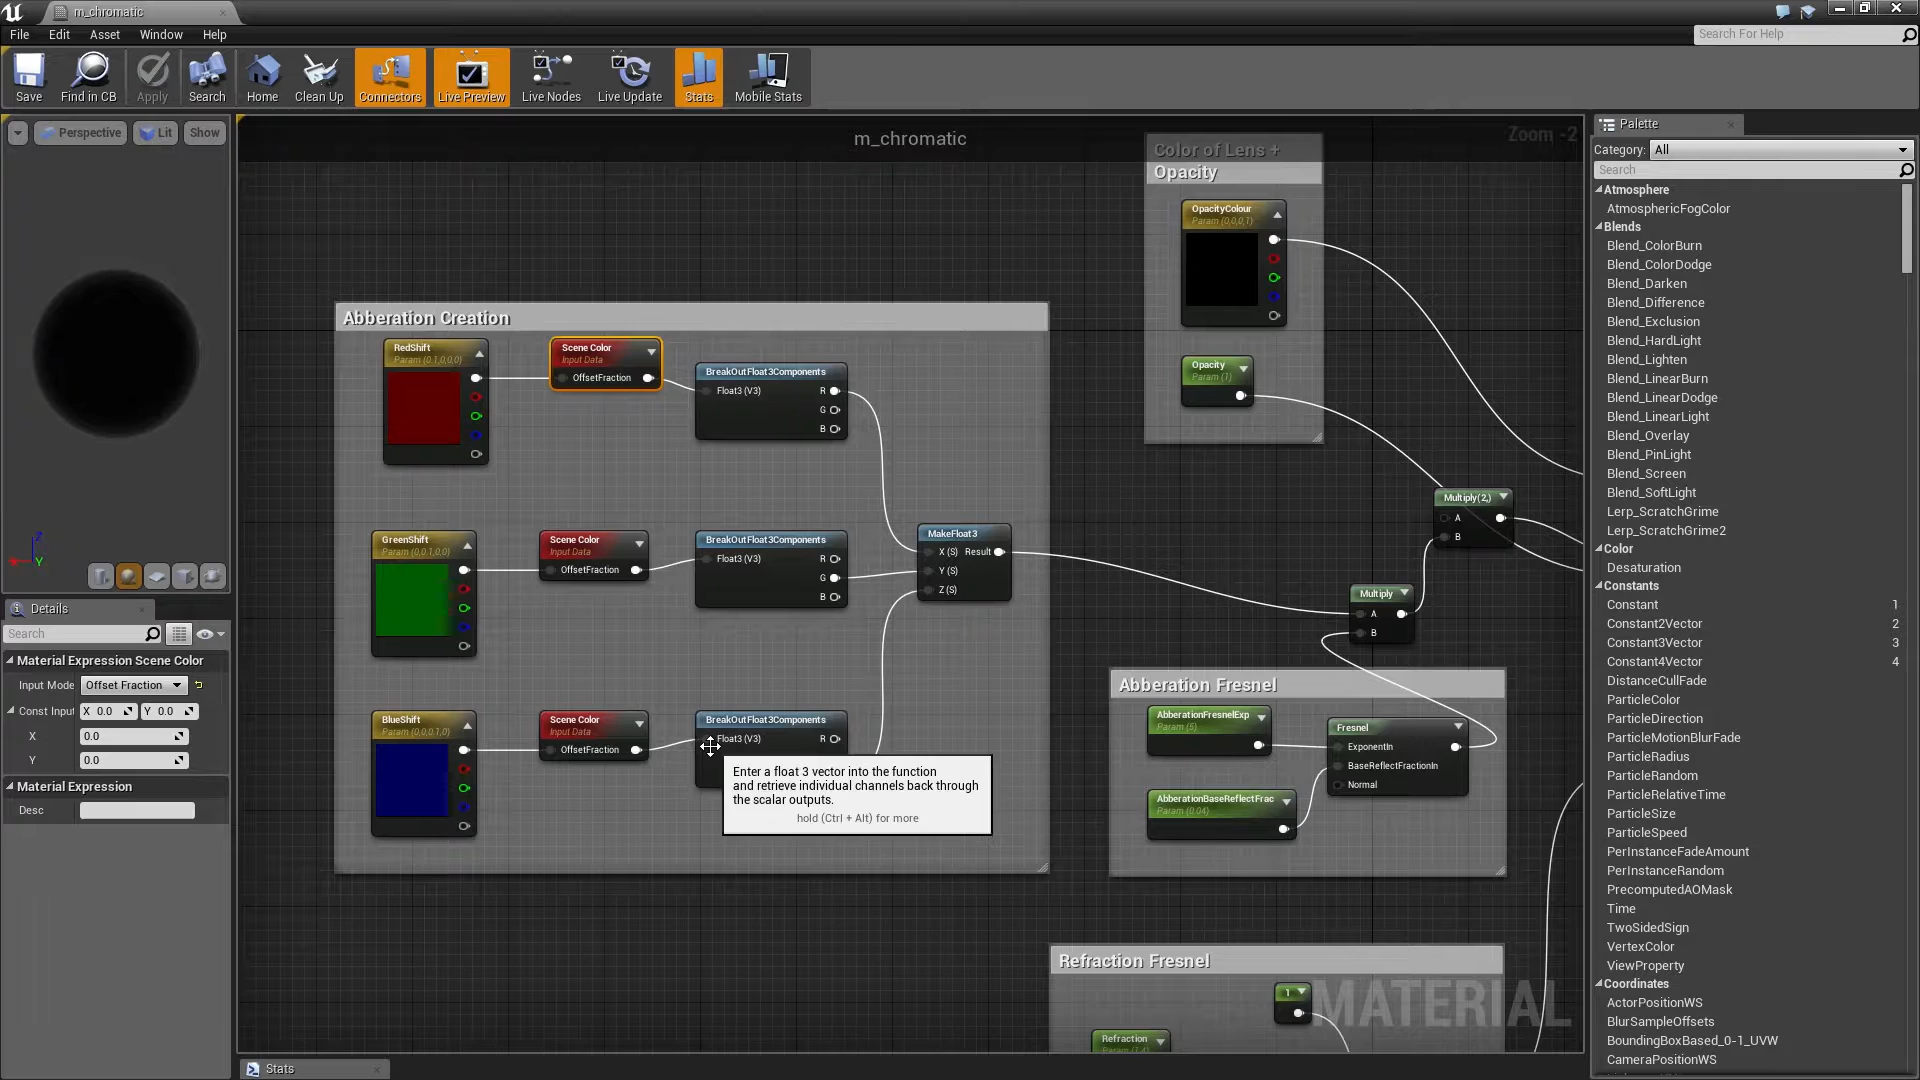 m_chromatic
File Edit Asset Window Help
Search For Help
Save Find in CB Apply Search Home Clean Up Connectors Live Preview Live Nodes Live Update Stats Mobile Stats
Perspective Lit Show
m_chromatic
Zoom -2
Color of Lens +
Opacity
OpacityColour
Param (0,0,0,1)
Opacity
Param (1)
Abberation Creation
RedShift
Param (0.1,0,0,0)
Scene Color
Input Data
OffsetFraction
BreakOutFloat3Components
Float3 (V3) R
G
B
GreenShift
Param (0,0.1,0,0)
Scene Color
Input Data
OffsetFraction
BreakOutFloat3Components
Float3 (V3) R
G
B
MakeFloat3
X (S) Result
Y (S)
Z (S)
BlueShift
Param (0,0,0.1,0)
Scene Color
Input Data
OffsetFraction
BreakOutFloat3Components
Float3 (V3) R
Enter a float 3 vector into the function
and retrieve individual channels back through
the scalar outputs.
hold (Ctrl + Alt) for more
Multiply(2,)
A
B
Multiply
A
B
Abberation Fresnel
AbberationFresnelExp
Param (5)
AbberationBaseReflectFrac
Param (0.04)
Fresnel
ExponentIn
BaseReflectFractionIn
Normal
Refraction Fresnel
1
Refraction
Param (1.4)
MATERIAL
Z
Y
Details
Search
Material Expression Scene Color
Input Mode Offset Fraction
Const Input X 0.0 Y 0.0
X 0.0
Y 0.0
Material Expression
Desc
Stats
Palette
Category: All
Search
Atmosphere
AtmosphericFogColor
Blends
Blend_ColorBurn
Blend_ColorDodge
Blend_Darken
Blend_Difference
Blend_Exclusion
Blend_HardLight
Blend_Lighten
Blend_LinearBurn
Blend_LinearDodge
Blend_LinearLight
Blend_Overlay
Blend_PinLight
Blend_Screen
Blend_SoftLight
Lerp_ScratchGrime
Lerp_ScratchGrime2
Color
Desaturation
Constants
Constant 1
Constant2Vector 2
Constant3Vector 3
Constant4Vector 4
DistanceCullFade
ParticleColor
ParticleDirection
ParticleMotionBlurFade
ParticleRadius
ParticleRandom
ParticleRelativeTime
ParticleSize
ParticleSpeed
PerInstanceFadeAmount
PerInstanceRandom
PrecomputedAOMask
Time
TwoSidedSign
VertexColor
ViewProperty
Coordinates
ActorPositionWS
BlurSampleOffsets
BoundingBoxBased_0-1_UVW
CameraPositionWS